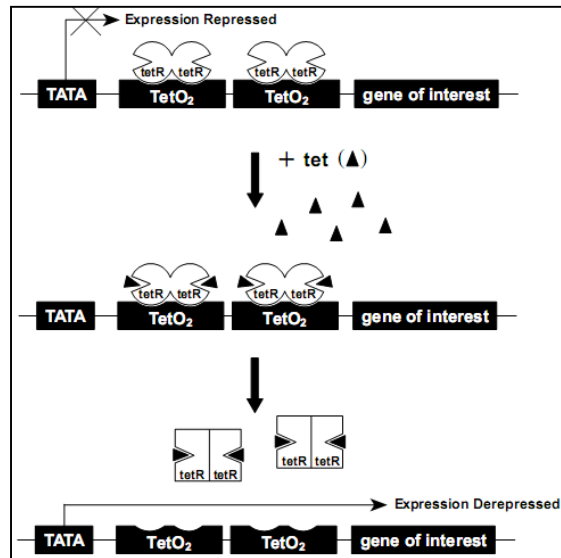 Expression Repressed
tetR tetR tetR tetR
TATA TetO₂ TetO₂ gene of interest
+ tet (▲)
tetR tetR tetR tetR
TATA TetO₂ TetO₂ gene of interest
tetR tetR
tetR tetR
Expression Derepressed
TATA TetO₂ TetO₂ gene of interest